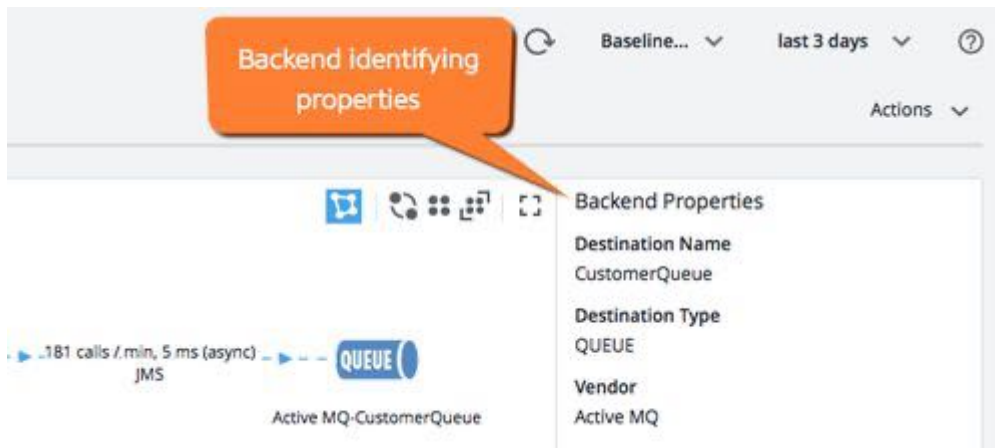 Backend identifying
properties
Baseline...
last 3 days
?
Actions
Backend Properties
Destination Name
CustomerQueue
Destination Type
QUEUE
Vendor
Active MQ
181 calls / min, 5 ms (async)
JMS
QUEUE
Active MQ-CustomerQueue